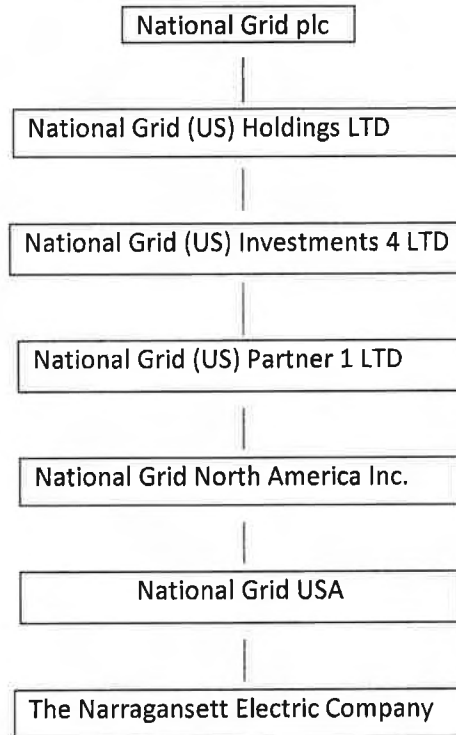 National Grid plc
National Grid (US) Holdings LTD
National Grid (US) Investments 4 LTD
National Grid (US) Partner 1 LTD
National Grid North America Inc.
National Grid USA
The Narragansett Electric Company